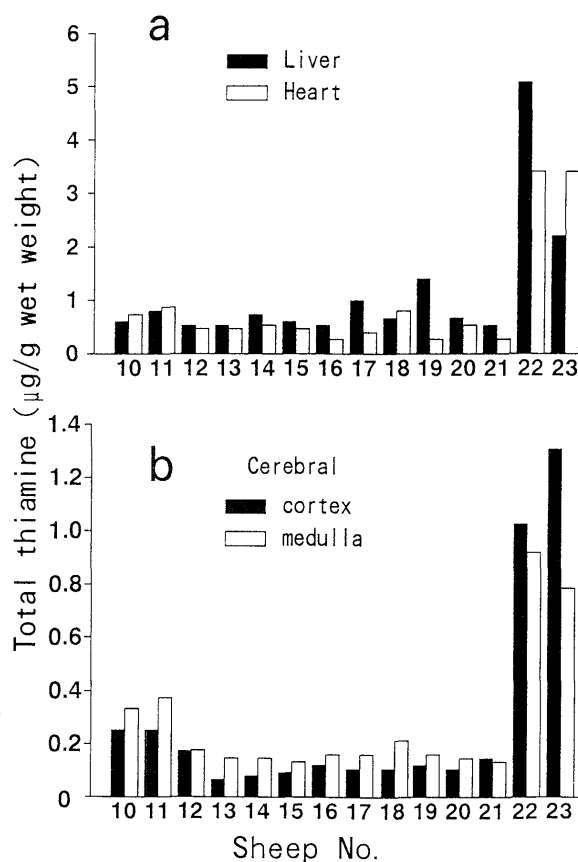 a
6
5
4
3
2
1
0
Liver
Heart
10 11 12 13 14 15 16 17 18 19 20 21 22 23
Total thiamine (μg/g wet weight)
b
1.4
1.2
1.0
0.8
0.6
0.4
0.2
0
Cerebral
cortex
medulla
10 11 12 13 14 15 16 17 18 19 20 21 22 23
Sheep No.